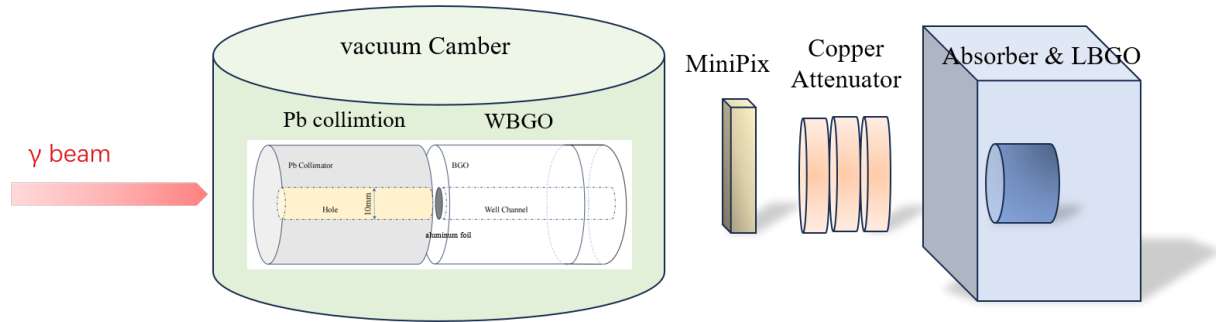 vacuum Camber
Pb collimtion
WBGO
MiniPix
Copper
Attenuator
Absorber & LBGO
γ beam
Pb Collimator
BGO
Hole
10mm
Well Channel
aluminum foil